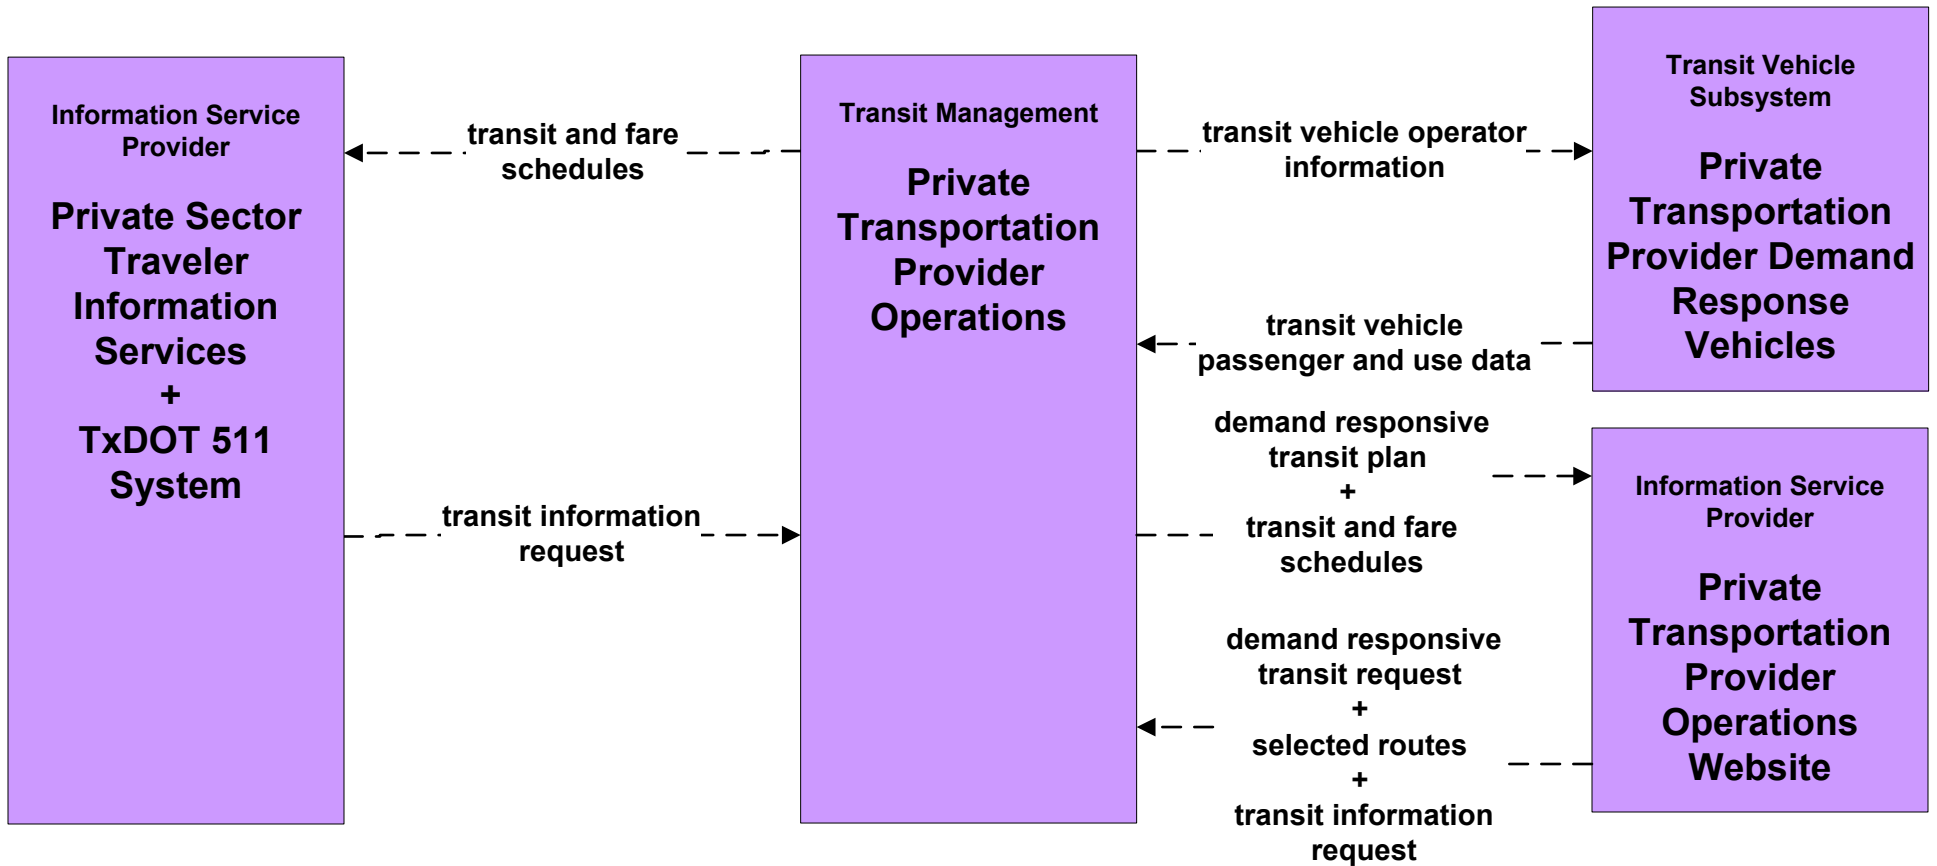 Information Service
Provider
Private Sector
Traveler
Information
Services
+
TxDOT 511
System
transit and fare
schedules
transit information
request
Transit Management
Private
Transportation
Provider
Operations
transit vehicle operator
information
transit vehicle
passenger and use data
demand responsive
transit plan
+
transit and fare
schedules
demand responsive
transit request
+
selected routes
+
transit information
request
Transit Vehicle
Subsystem
Private
Transportation
Provider Demand
Response
Vehicles
Information Service
Provider
Private
Transportation
Provider
Operations
Website